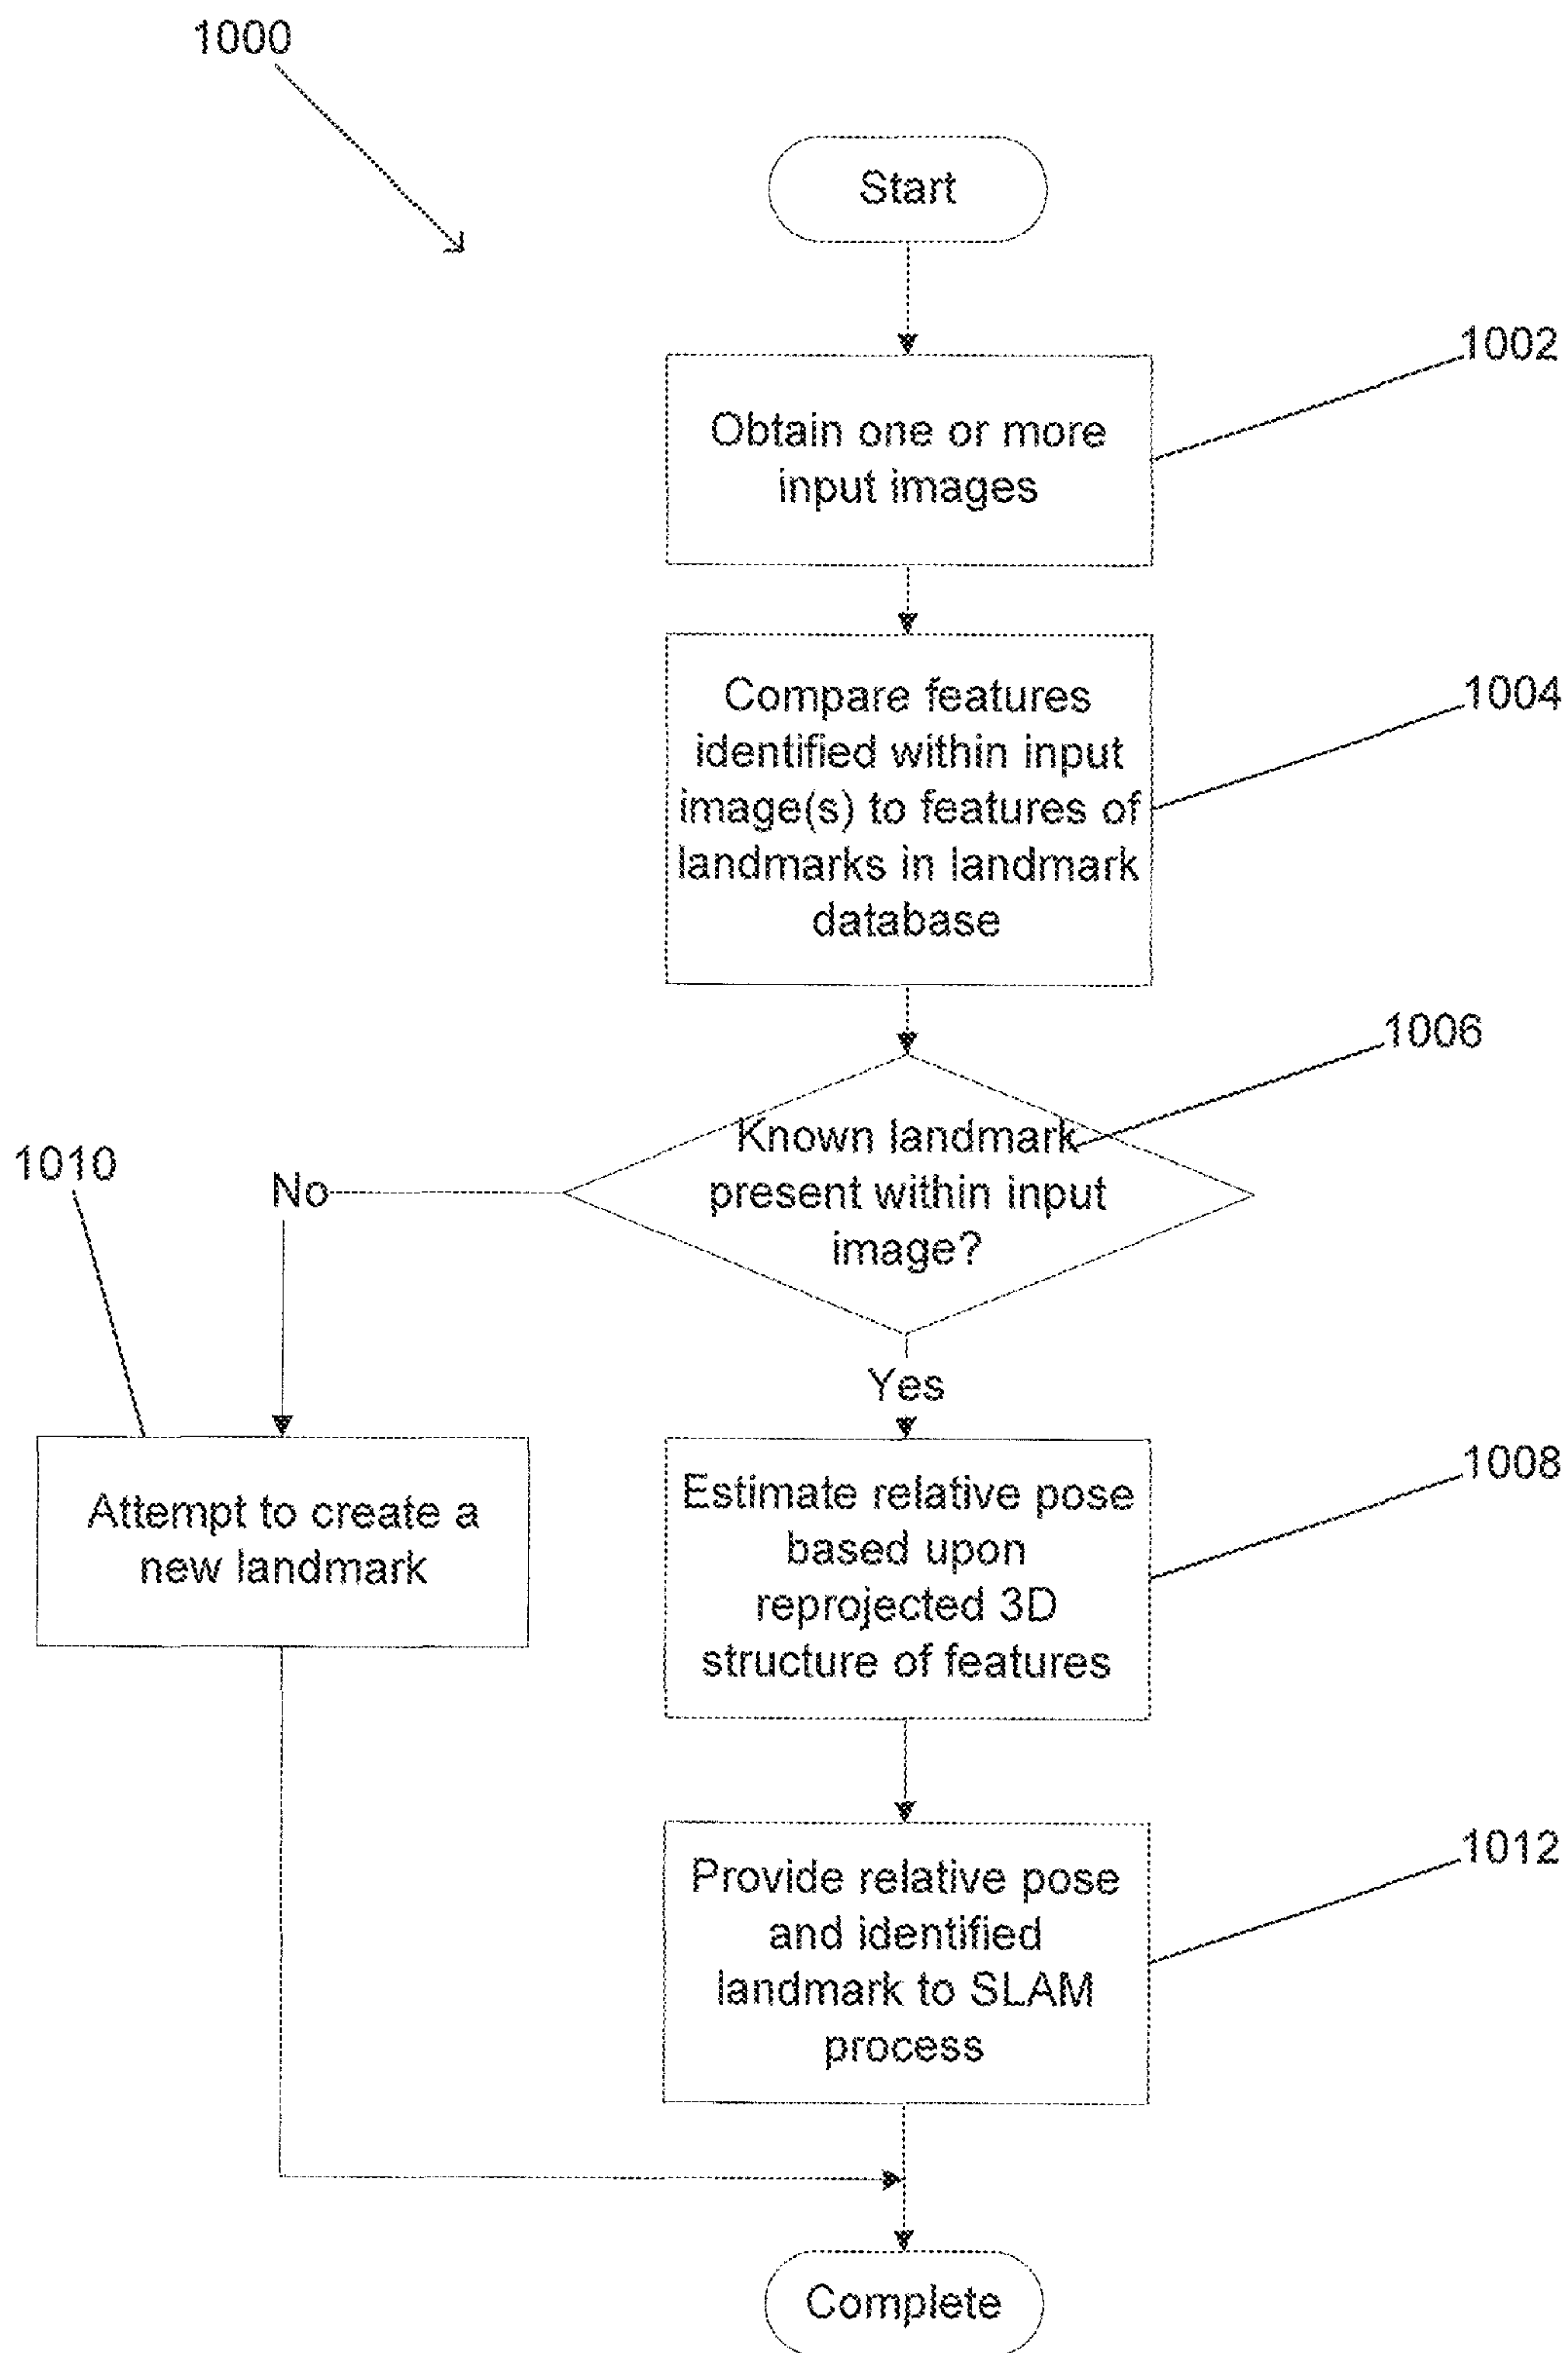 1000
Start
1002
Obtain one or more
input images
1004
Compare features
identified within input
image(s) to features of
landmarks in landmark
database
1006
Known landmark
present within input
image?
1010
No
Yes
1008
Attempt to create a
new landmark
Estimate relative pose
based upon
reprojected 3D
structure of features
1012
Provide relative pose
and identified
landmark to SLAM
process
Complete